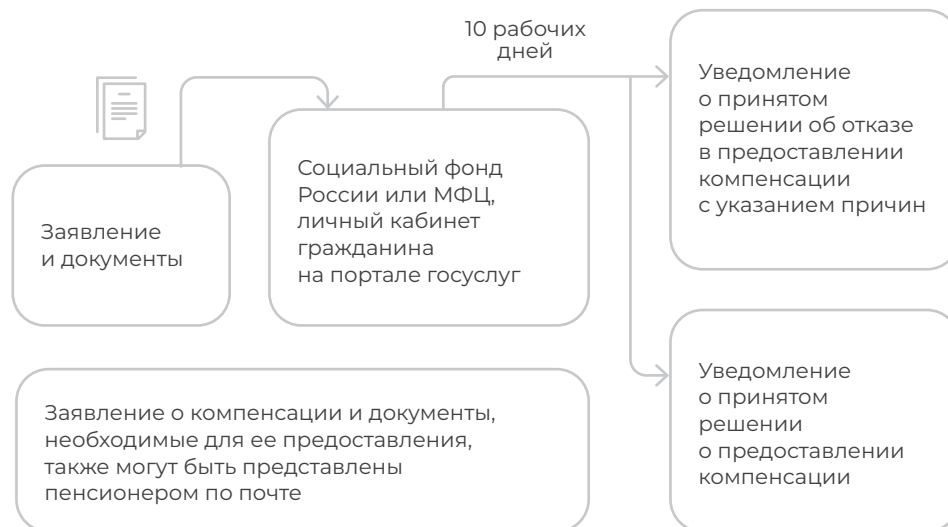 Заявление
и документы
Социальный фонд
России или МФЦ,
личный кабинет
гражданина
на портале госуслуг
10 рабочих
дней
Уведомление
о принятом
решении об отказе
в предоставлении
компенсации
с указанием причин
Уведомление
о принятом
решении
о предоставлении
компенсации
Заявление о компенсации и документы,
необходимые для ее предоставления,
также могут быть представлены
пенсионером по почте